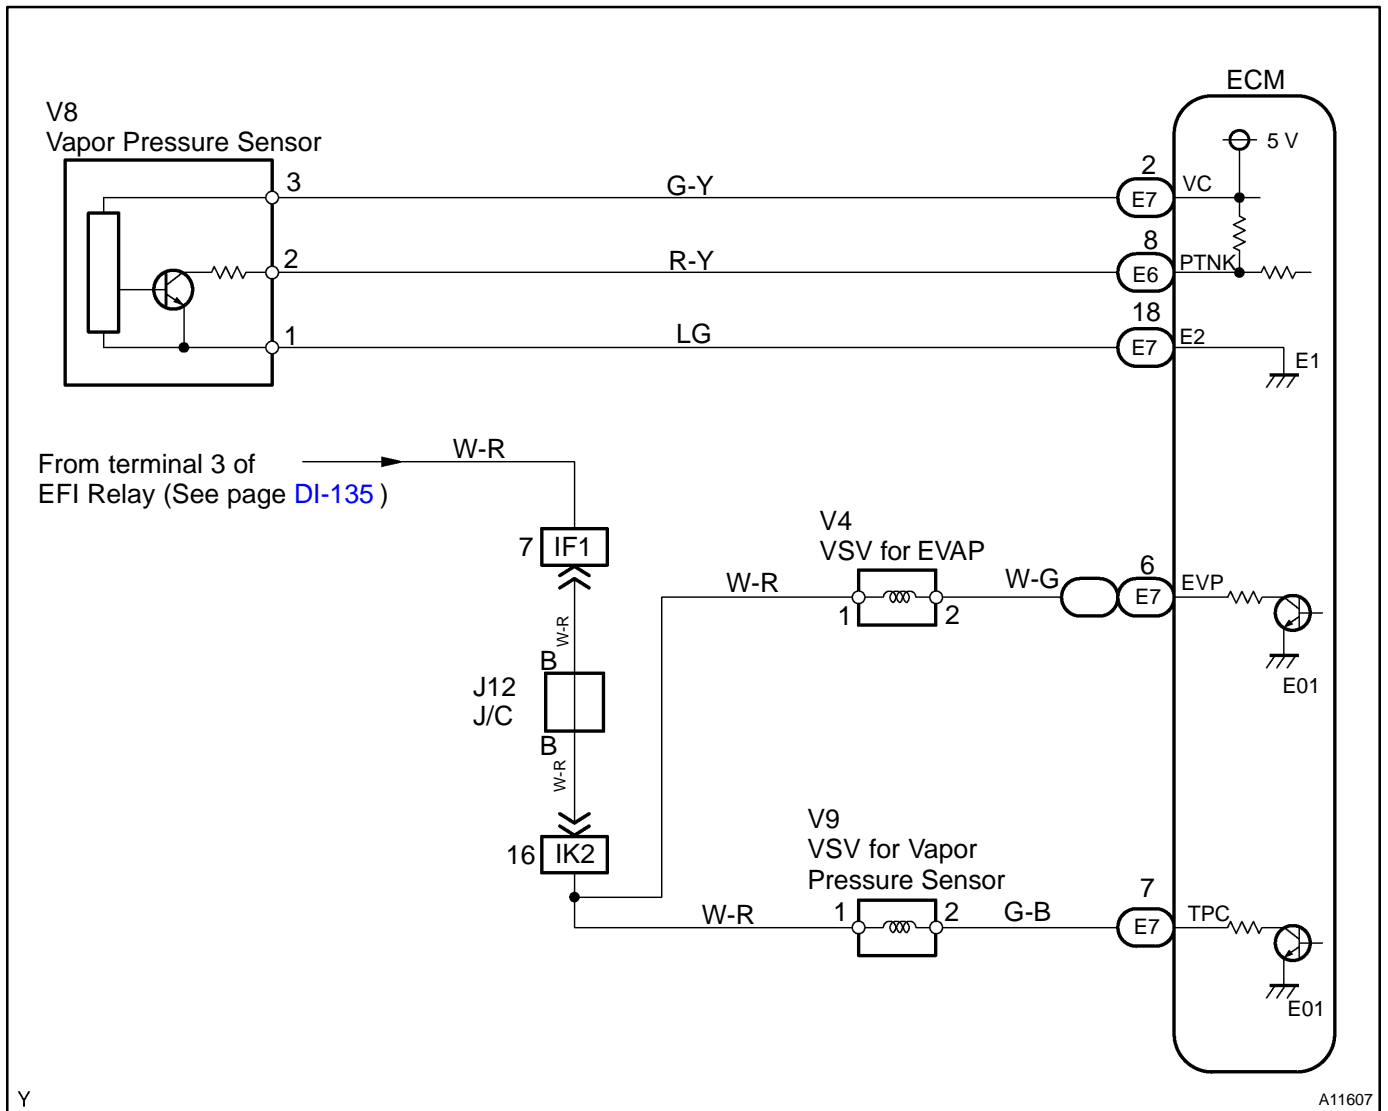 ECM
V8
Vapor Pressure Sensor
5 V
3
G-Y
2
E7
VC
2
R-Y
8
E6
PTNK
1
LG
18
E7
E2
E1
From terminal 3 of
EFI Relay (See page DI-135 )
W-R
7
IF1
W-R
B
J12
J/C
B
W-R
16
IK2
V4
VSV for EVAP
W-R
1
2
W-G
6
E7
EVP
E01
V9
VSV for Vapor
Pressure Sensor
W-R
1
2
G-B
7
E7
TPC
E01
Y
A11607